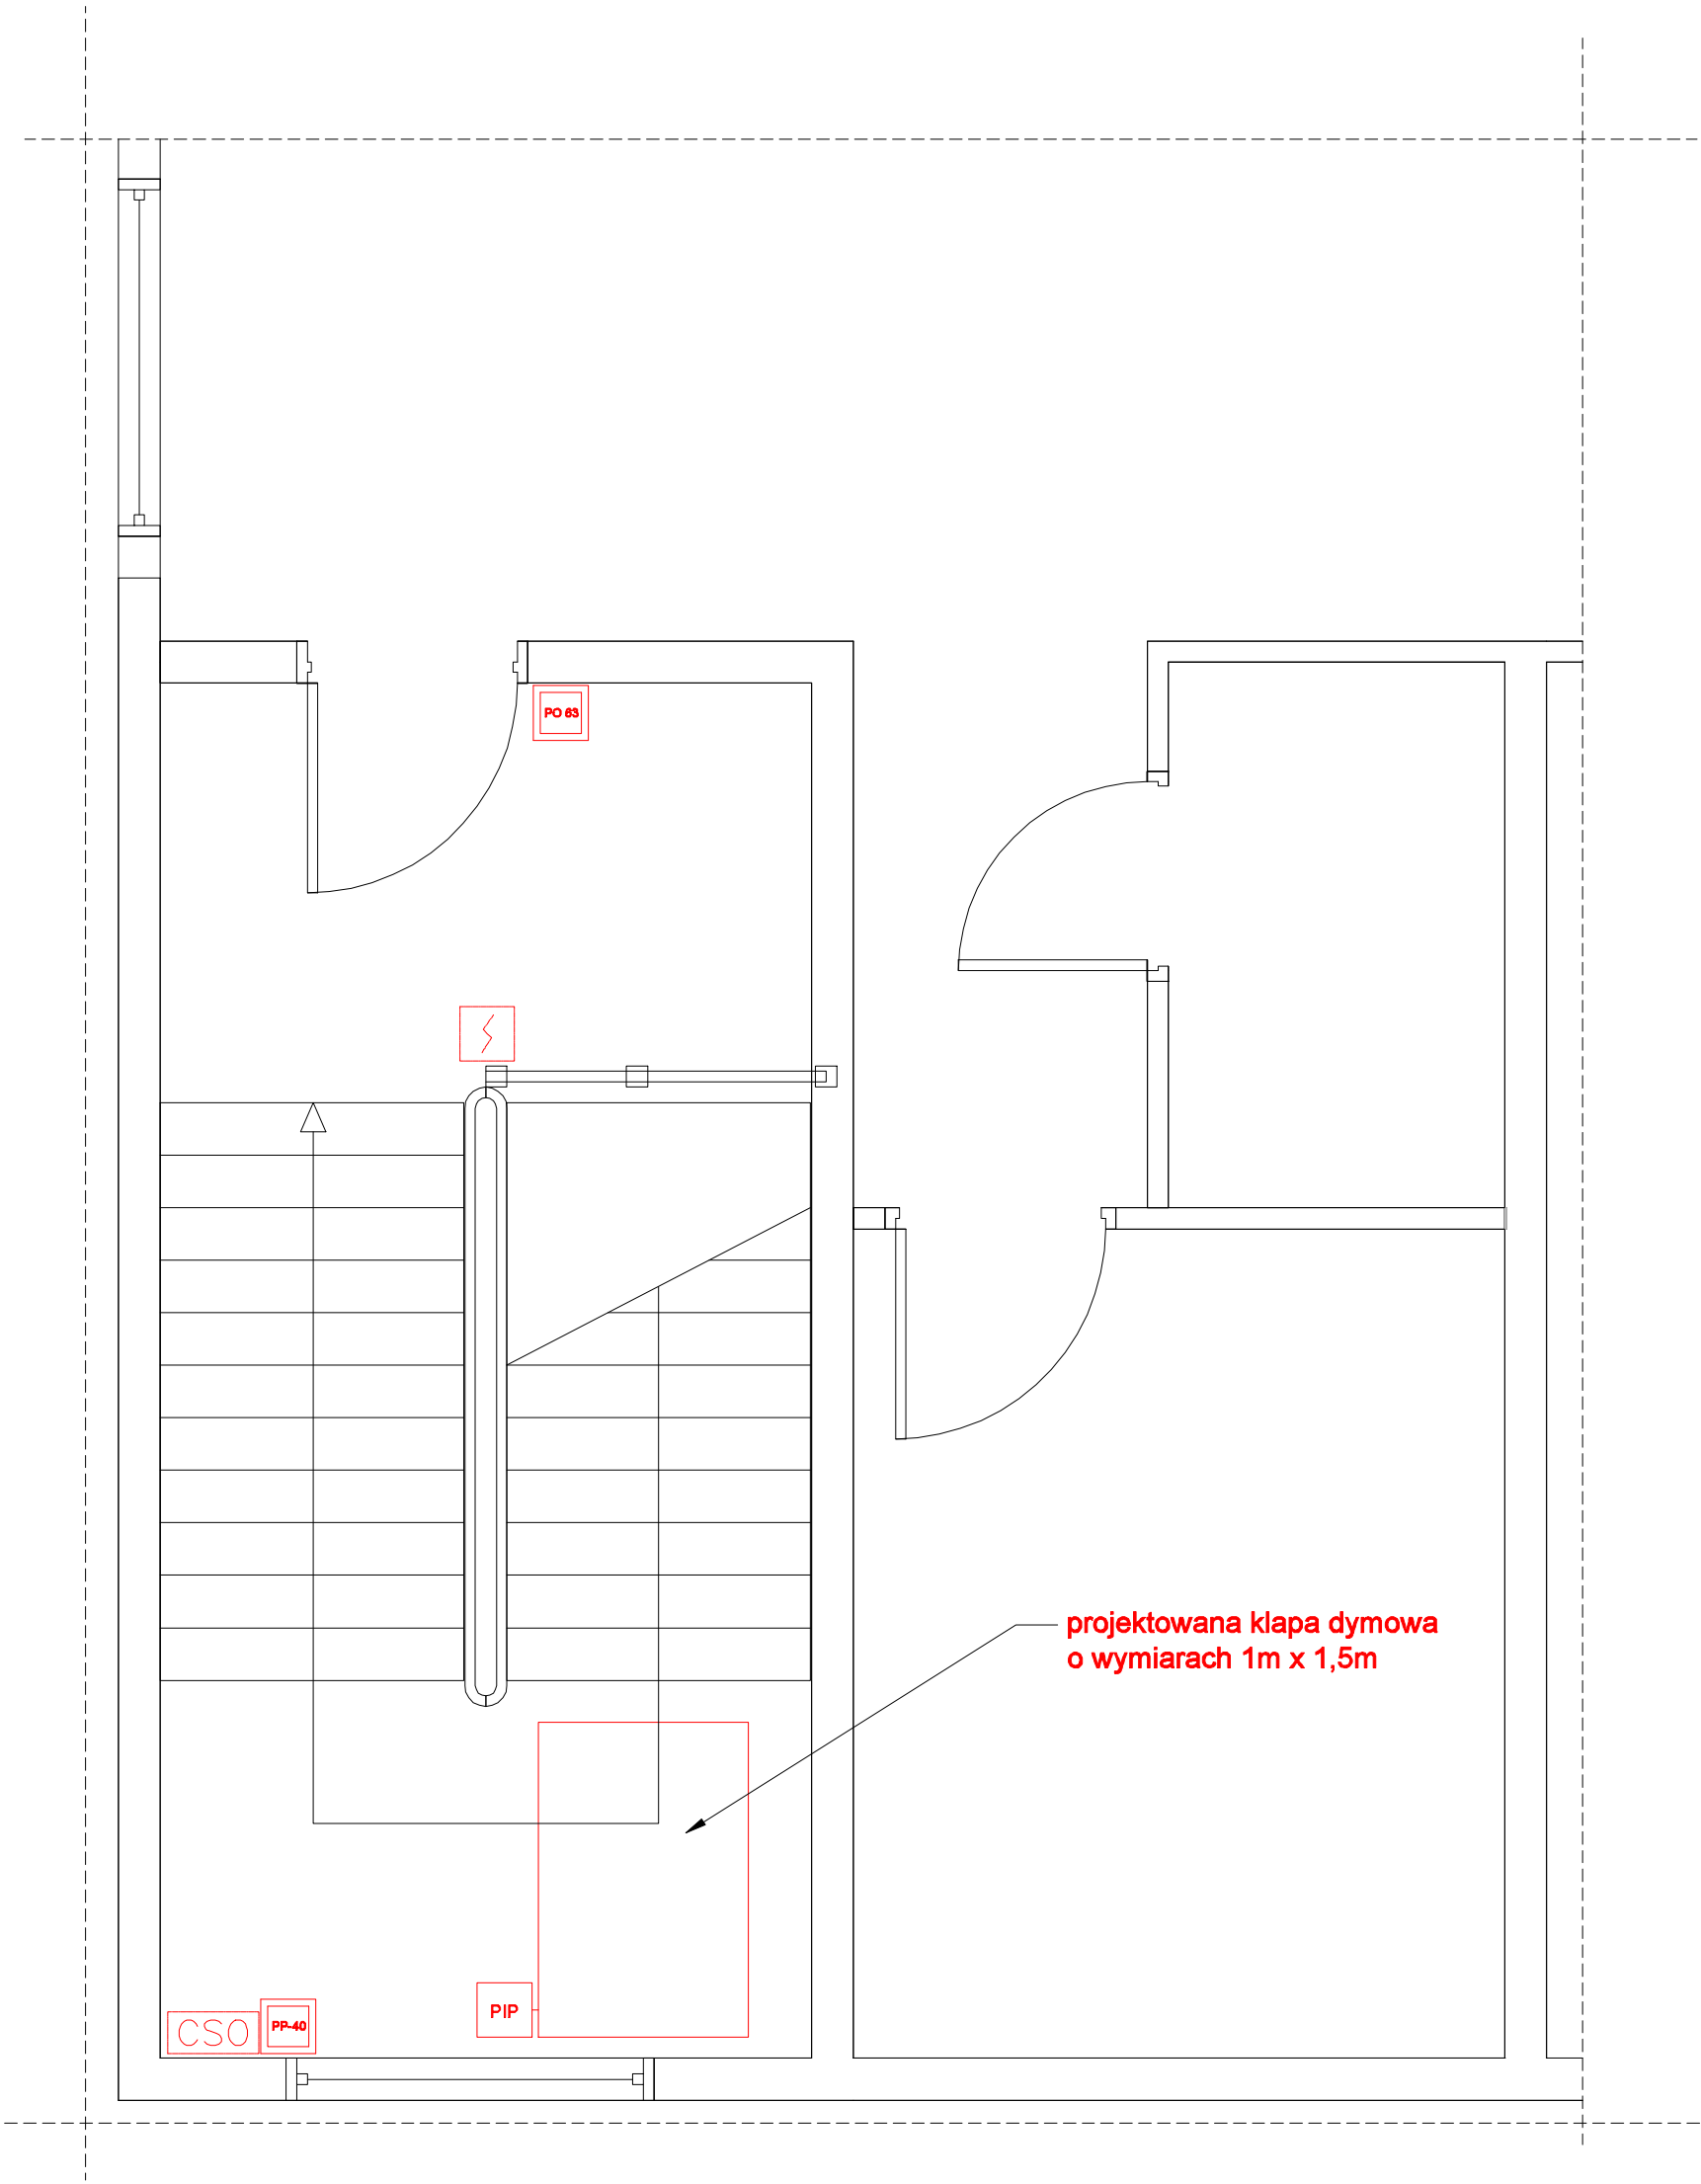 PO 63
projektowana klapa dymowa
o wymiarach 1m x 1,5m
PIP
CSO
PP-40